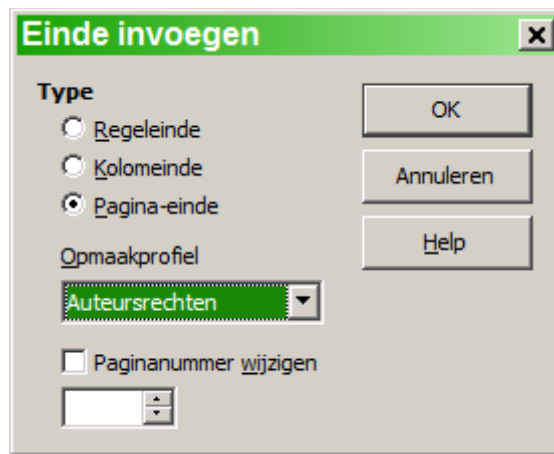 Einde invoegen
Type
Regeleinde
Kolomeinde
Pagina-einde
Opmaakprofiel
Auteursrechten
Paginanummer wijzigen
OK
Annuleren
Help